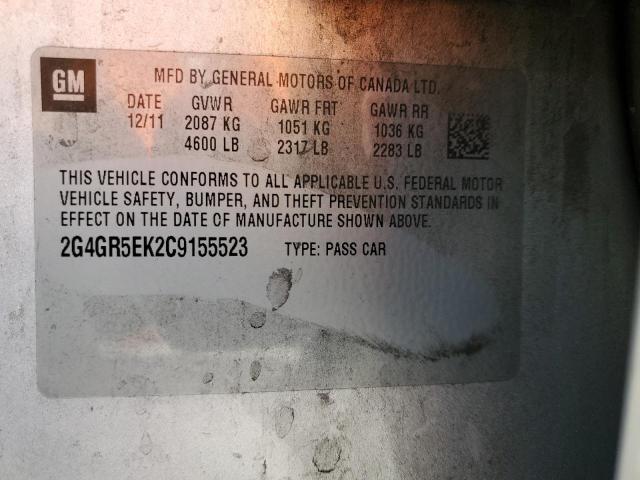 GM
MFD BY GENERAL MOTORS OF CANADA LTD.
DATE GVWR GAWR FRT GAWR RR
12/11 2087 KG 1051 KG 1036 KG
4600 LB 2317 LB 2283 LB
THIS VEHICLE CONFORMS TO ALL APPLICABLE U.S. FEDERAL MOTOR
VEHICLE SAFETY, BUMPER, AND THEFT PREVENTION STANDARDS IN
EFFECT ON THE DATE OF MANUFACTURE SHOWN ABOVE.
2G4GR5EK2C9155523 TYPE: PASS CAR